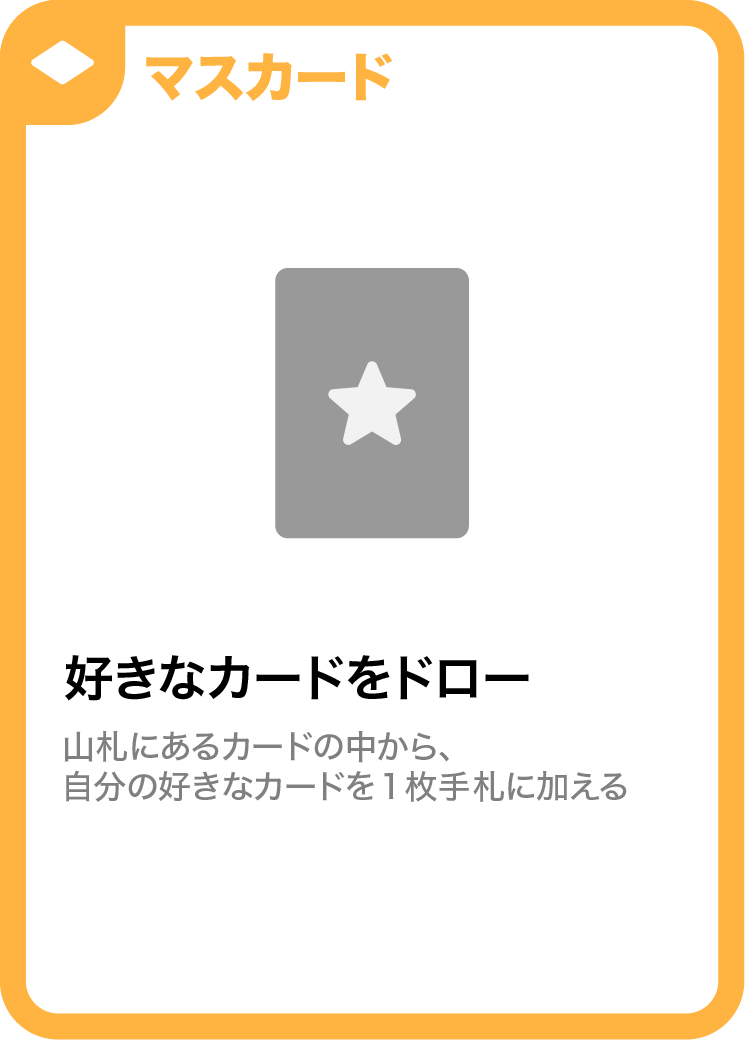 マスカード
好きなカードをドロー
山札にあるカードの中から、
自分の好きなカードを1枚手札に加える